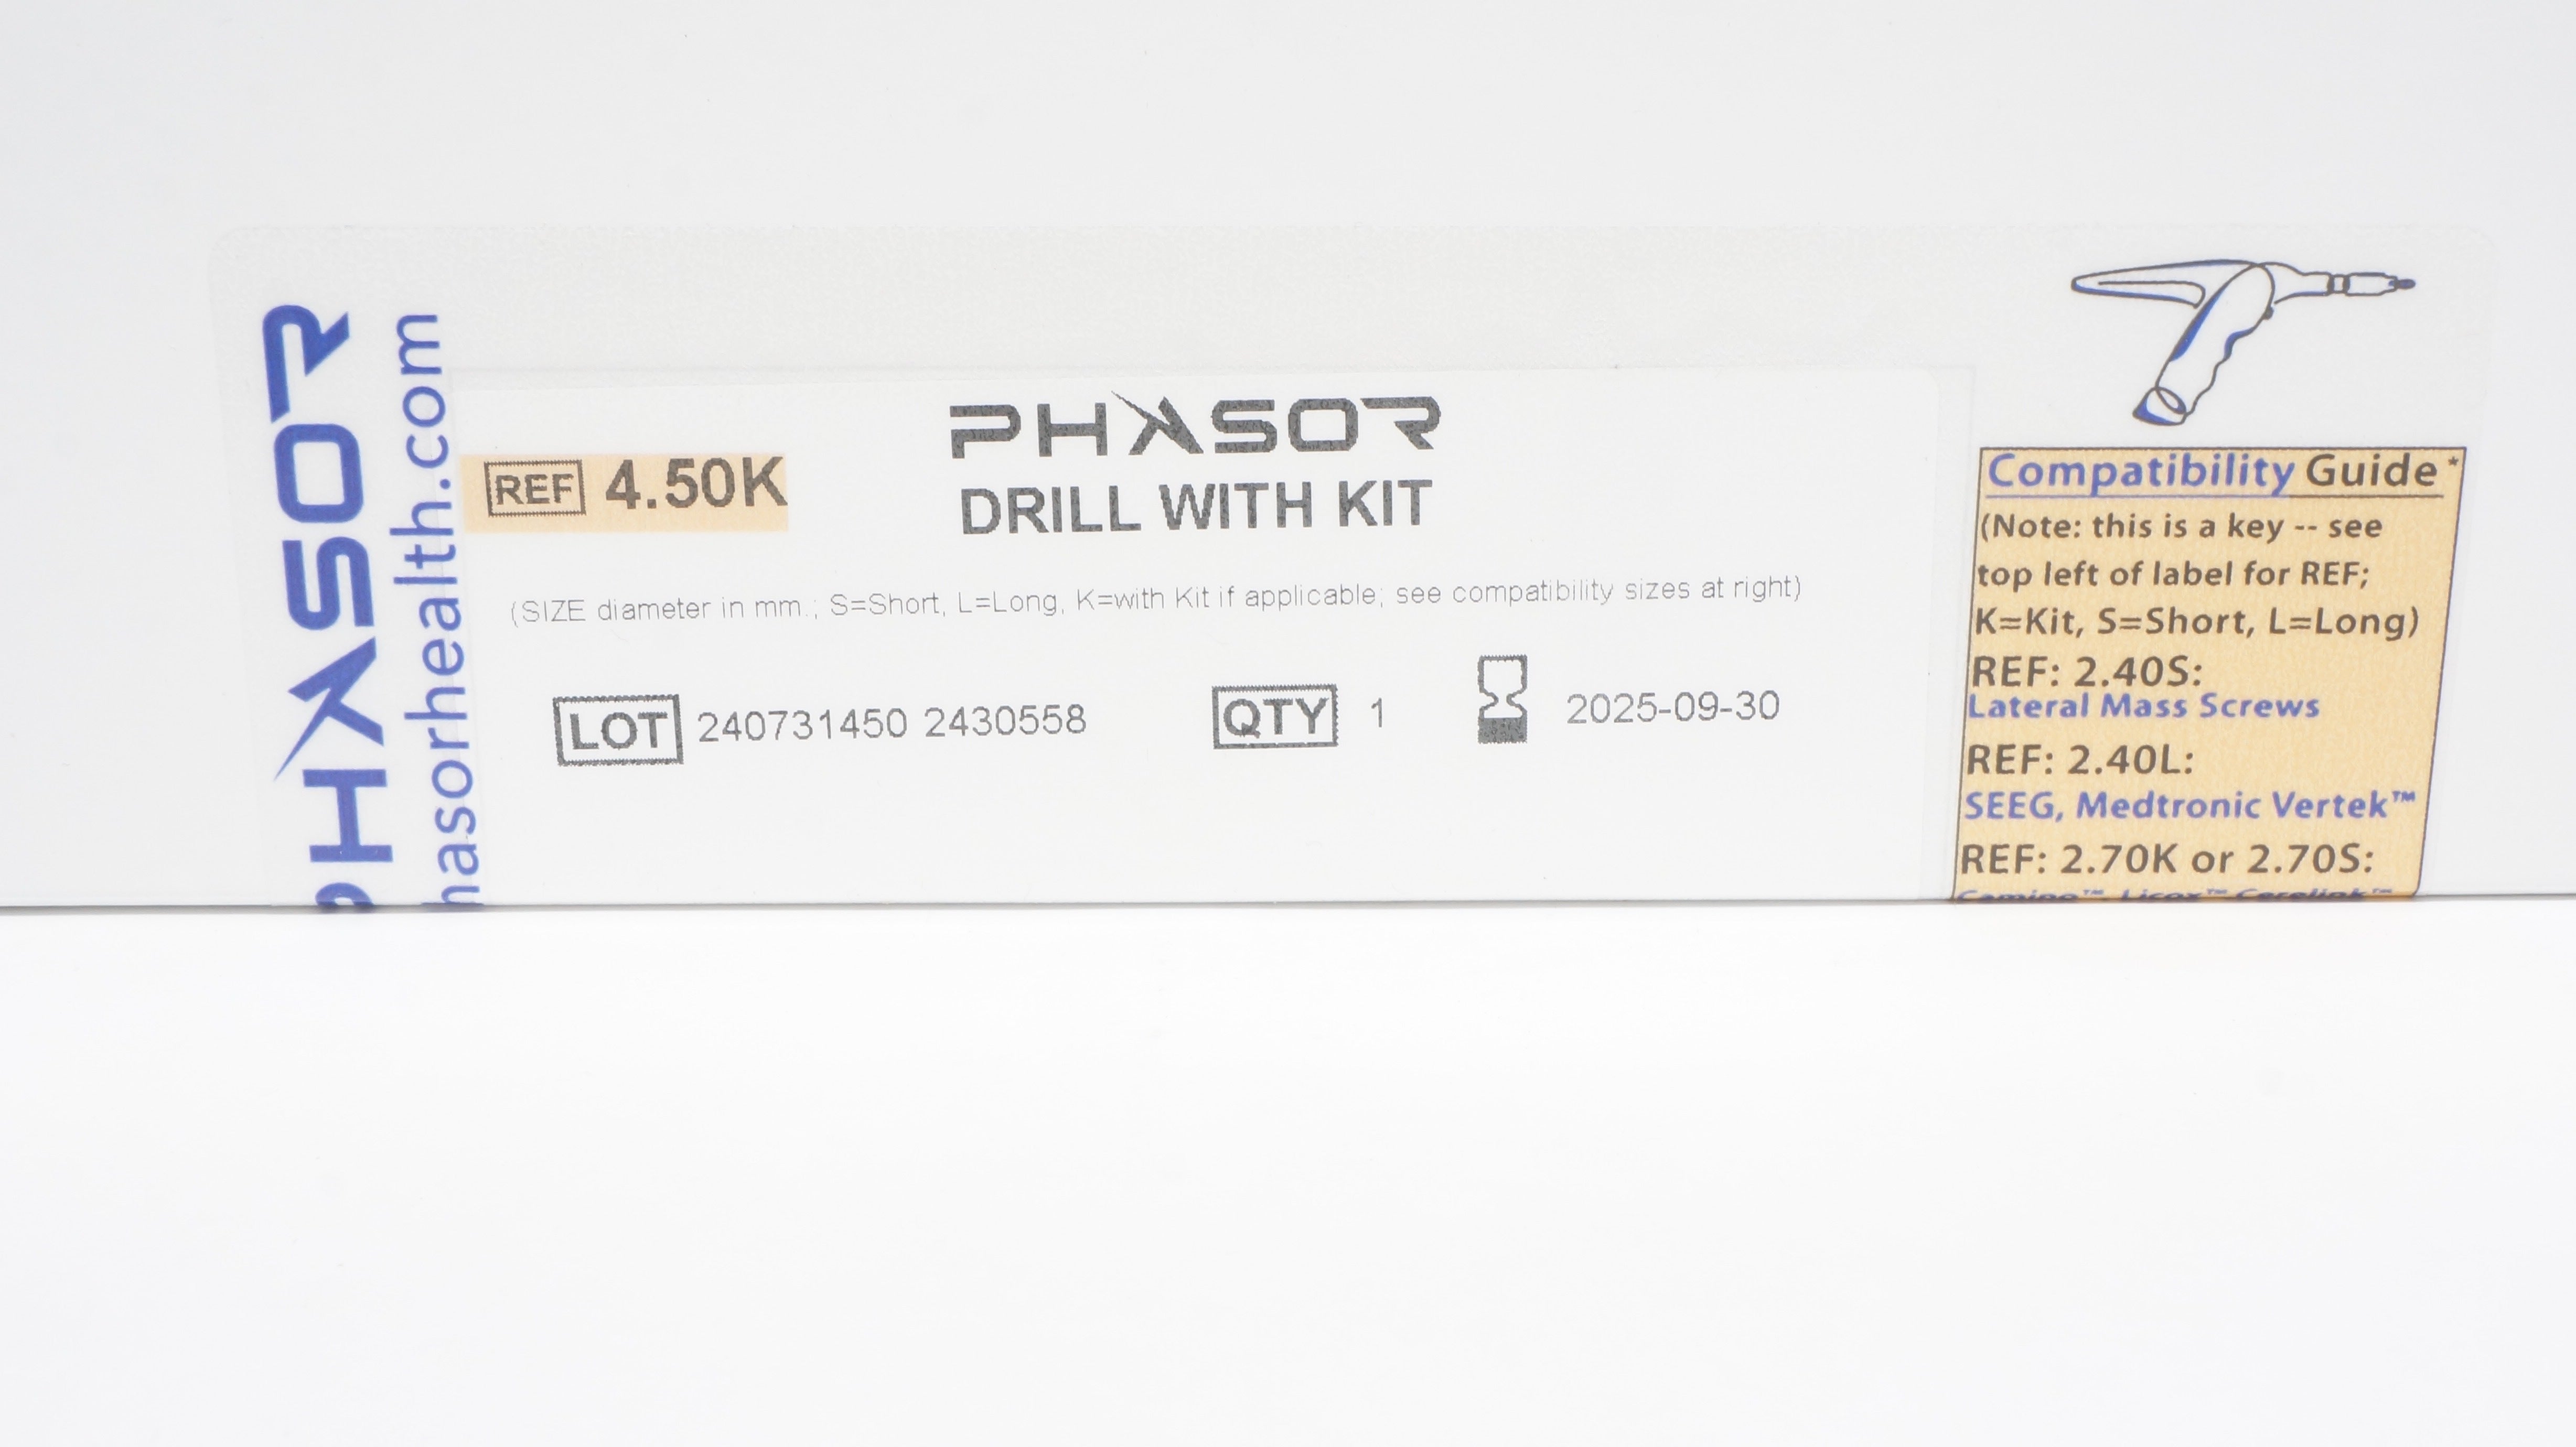 PHASOR
hasorhealth.com
PHASOR
REF 4.50K
DRILL WITH KIT
(SIZE diameter in mm.; S=Short, L=Long, K=with Kit if applicable; see compatibility sizes at right)
LOT 240731450 2430558 QTY 1 2025-09-30
Compatibility Guide*
(Note: this is a key -- see
top left of label for REF;
K=Kit, S=Short, L=Long)
REF: 2.40S:
Lateral Mass Screws
REF: 2.40L:
SEEG, Medtronic Vertek™
REF: 2.70K or 2.70S: